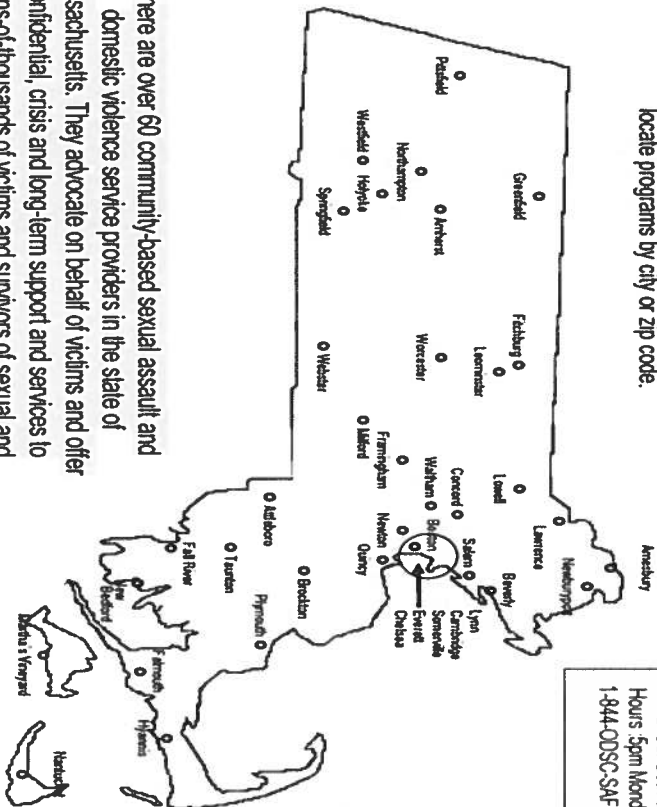 locate programs by city or zip code.
Hours :5pm Mond
1-844-ODSC-SAF
Amesbury
Newburyport
Lawrence
Lowell
Beverly
Greenfield
Fitchburg
Leominster
Salem
Lynn
Cambridge
Somerville
Everett
Chelsea
Pittsfield
Northampton
Amherst
Worcester
Concord
Waltham
Boston
Framingham
Newton
Westfield
Holyoke
Milford
Quincy
Springfield
Webster
Brockton
Attleboro
Taunton
Plymouth
Fall River
New
Bedford
Falmouth
Hyannis
Martha's Vineyard
Nantucket
here are over 60 community-based sexual assault and
domestic violence service providers in the state of
sachusetts. They advocate on behalf of victims and offer
nfidential, crisis and long-term support and services to
ns-of-thousands of victims and survivors of sexual and